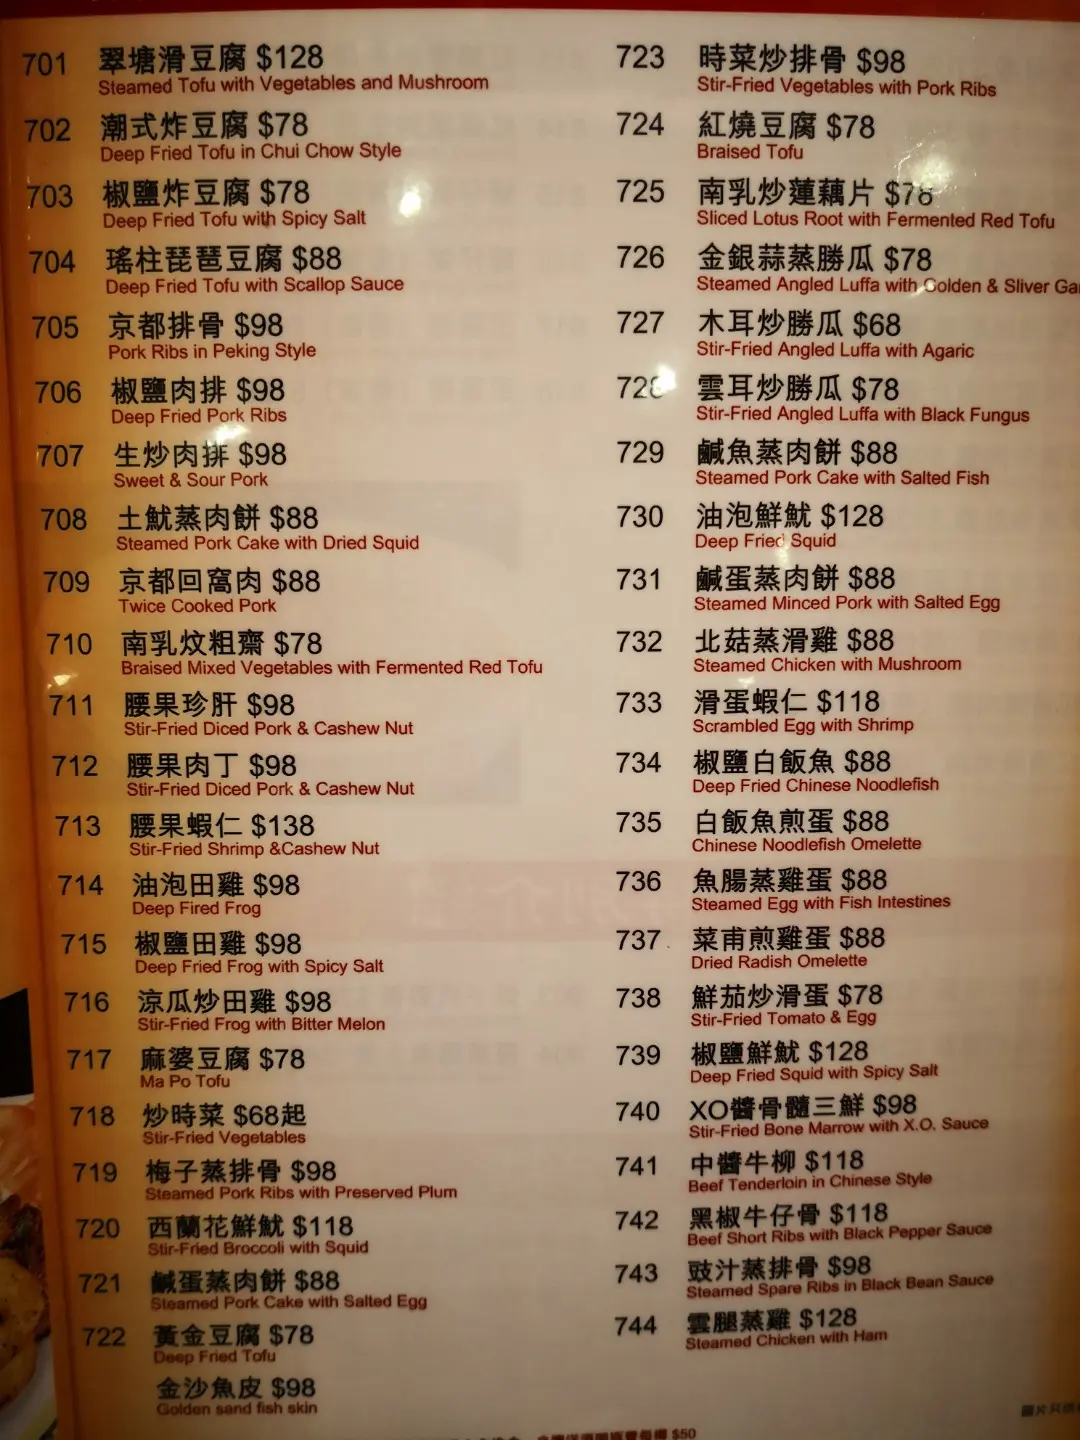 701 翠塘滑豆腐 $128
Steamed Tofu with Vegetables and Mushroom
702 潮式炸豆腐 $78
Deep Fried Tofu in Chui Chow Style
703 椒鹽炸豆腐 $78
Deep Fried Tofu with Spicy Salt
704 瑤柱琵琶豆腐 $88
Deep Fried Tofu with Scallop Sauce
705 京都排骨 $98
Pork Ribs in Peking Style
706 椒鹽肉排 $98
Deep Fried Pork Ribs
707 生炒肉排 $98
Sweet & Sour Pork
708 土魷蒸肉餅 $88
Steamed Pork Cake with Dried Squid
709 京都回窩肉 $88
Twice Cooked Pork
710 南乳炆粗齋 $78
Braised Mixed Vegetables with Fermented Red Tofu
711 腰果珍肝 $98
Stir-Fried Diced Pork & Cashew Nut
712 腰果肉丁 $98
Stir-Fried Diced Pork & Cashew Nut
713 腰果蝦仁 $138
Stir-Fried Shrimp &Cashew Nut
714 油泡田雞 $98
Deep Fired Frog
715 椒鹽田雞 $98
Deep Fried Frog with Spicy Salt
716 涼瓜炒田雞 $98
Stir-Fried Frog with Bitter Melon
717 麻婆豆腐 $78
Ma Po Tofu
718 炒時菜 $68起
Stir-Fried Vegetables
719 梅子蒸排骨 $98
Steamed Pork Ribs with Preserved Plum
720 西蘭花鮮魷 $118
Stir-Fried Broccoli with Squid
721 鹹蛋蒸肉餅 $88
Steamed Pork Cake with Salted Egg
722 黃金豆腐 $78
Deep Fried Tofu
金沙魚皮 $98
Golden sand fish skin
723 時菜炒排骨 $98
Stir-Fried Vegetables with Pork Ribs
724 紅燒豆腐 $78
Braised Tofu
725 南乳炒蓮藕片 $78
Sliced Lotus Root with Fermented Red Tofu
726 金銀蒜蒸勝瓜 $78
Steamed Angled Luffa with Golden & Sliver Gar
727 木耳炒勝瓜 $68
Stir-Fried Angled Luffa with Agaric
728 雲耳炒勝瓜 $78
Stir-Fried Angled Luffa with Black Fungus
729 鹹魚蒸肉餅 $88
Steamed Pork Cake with Salted Fish
730 油泡鮮魷 $128
Deep Fried Squid
731 鹹蛋蒸肉餅 $88
Steamed Minced Pork with Salted Egg
732 北菇蒸滑雞 $88
Steamed Chicken with Mushroom
733 滑蛋蝦仁 $118
Scrambled Egg with Shrimp
734 椒鹽白飯魚 $88
Deep Fried Chinese Noodlefish
735 白飯魚煎蛋 $88
Chinese Noodlefish Omelette
736 魚腸蒸雞蛋 $88
Steamed Egg with Fish Intestines
737 菜甫煎雞蛋 $88
Dried Radish Omelette
738 鮮茄炒滑蛋 $78
Stir-Fried Tomato & Egg
739 椒鹽鮮魷 $128
Deep Fried Squid with Spicy Salt
740 XO醬骨髓三鮮 $98
Stir-Fried Bone Marrow with X.O. Sauce
741 中醬牛柳 $118
Beef Tenderloin in Chinese Style
742 黑椒牛仔骨 $118
Beef Short Ribs with Black Pepper Sauce
743 豉汁蒸排骨 $98
Steamed Spare Ribs in Black Bean Sauce
744 雲腿蒸雞 $128
Steamed Chicken with Ham
圖片只供
$50